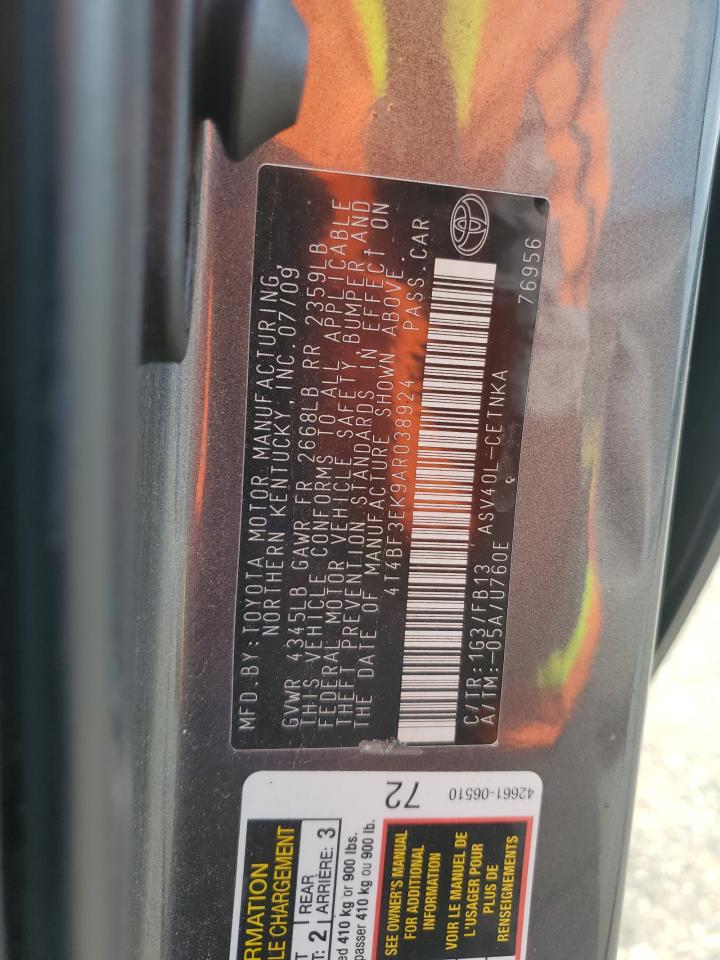 MFD.BY:TOYOTA MOTOR MANUFACTURING,
NORTHERN KENTUCKY, INC. 07/09
GVWR 4345LB GAWR FR 2668LB RR 2359LB
THIS VEHICLE CONFORMS TO ALL APPLICABLE
FEDERAL MOTOR VEHICLE SAFETY, BUMPER AND
THEFT PREVENTION STANDARDS IN EFFECT ON
THE DATE OF MANUFACTURE SHOWN ABOVE.
4T4BF3EK9AR038924 PASS.CAR
C/TR:1G3/FB13 ASV40L-CETNKA
A/TM:-05A/U760E
76956
72
42661-06510
RMATION
LE CHARGEMENT
T REAR
T: 2 ARRIÈRE: 3
ed 410 kg or 900 lbs.
passer 410 kg ou 900 lb.
SEE OWNER'S MANUAL
FOR ADDITIONAL
INFORMATION
VOIR LE MANUEL DE
L'USAGER POUR
PLUS DE
RENSEIGNEMENTS